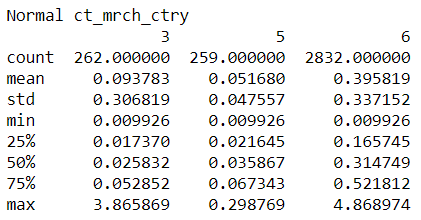 Normal ct_mrch_ctry
3 5 6
count 262.000000 259.000000 2832.000000
mean 0.093783 0.051680 0.395819
std 0.306819 0.047557 0.337152
min 0.009926 0.009926 0.009926
25% 0.017370 0.021645 0.165745
50% 0.025832 0.035867 0.314749
75% 0.052852 0.067343 0.521812
max 3.865869 0.298769 4.868974